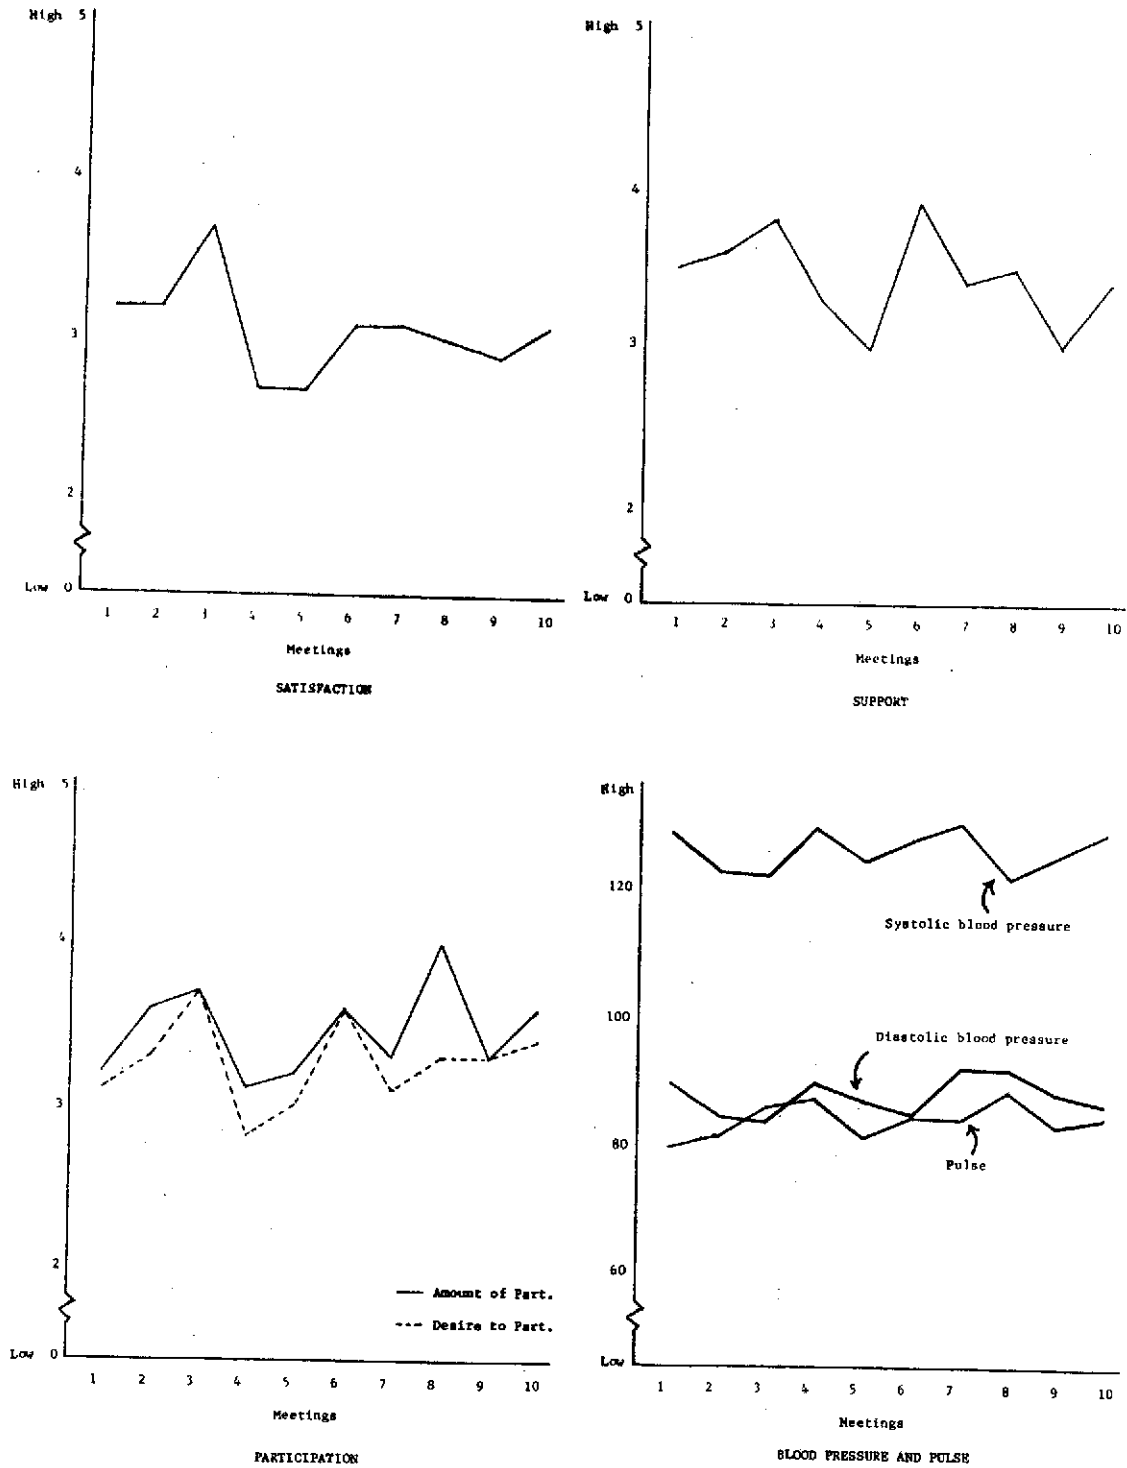 High 5
4
3
2
Low 0
1 2 3 4 5 6 7 8 9 10
Meetings
SATISFACTION
High 5
4
3
2
Low 0
1 2 3 4 5 6 7 8 9 10
Meetings
SUPPORT
High 5
4
3
2
Amount of Part.
Desire to Part.
Low 0
1 2 3 4 5 6 7 8 9 10
Meetings
PARTICIPATION
High
120
Systolic blood pressure
100
Diastolic blood pressure
80
Pulse
60
Low
1 2 3 4 5 6 7 8 9 10
Meetings
BLOOD PRESSURE AND PULSE